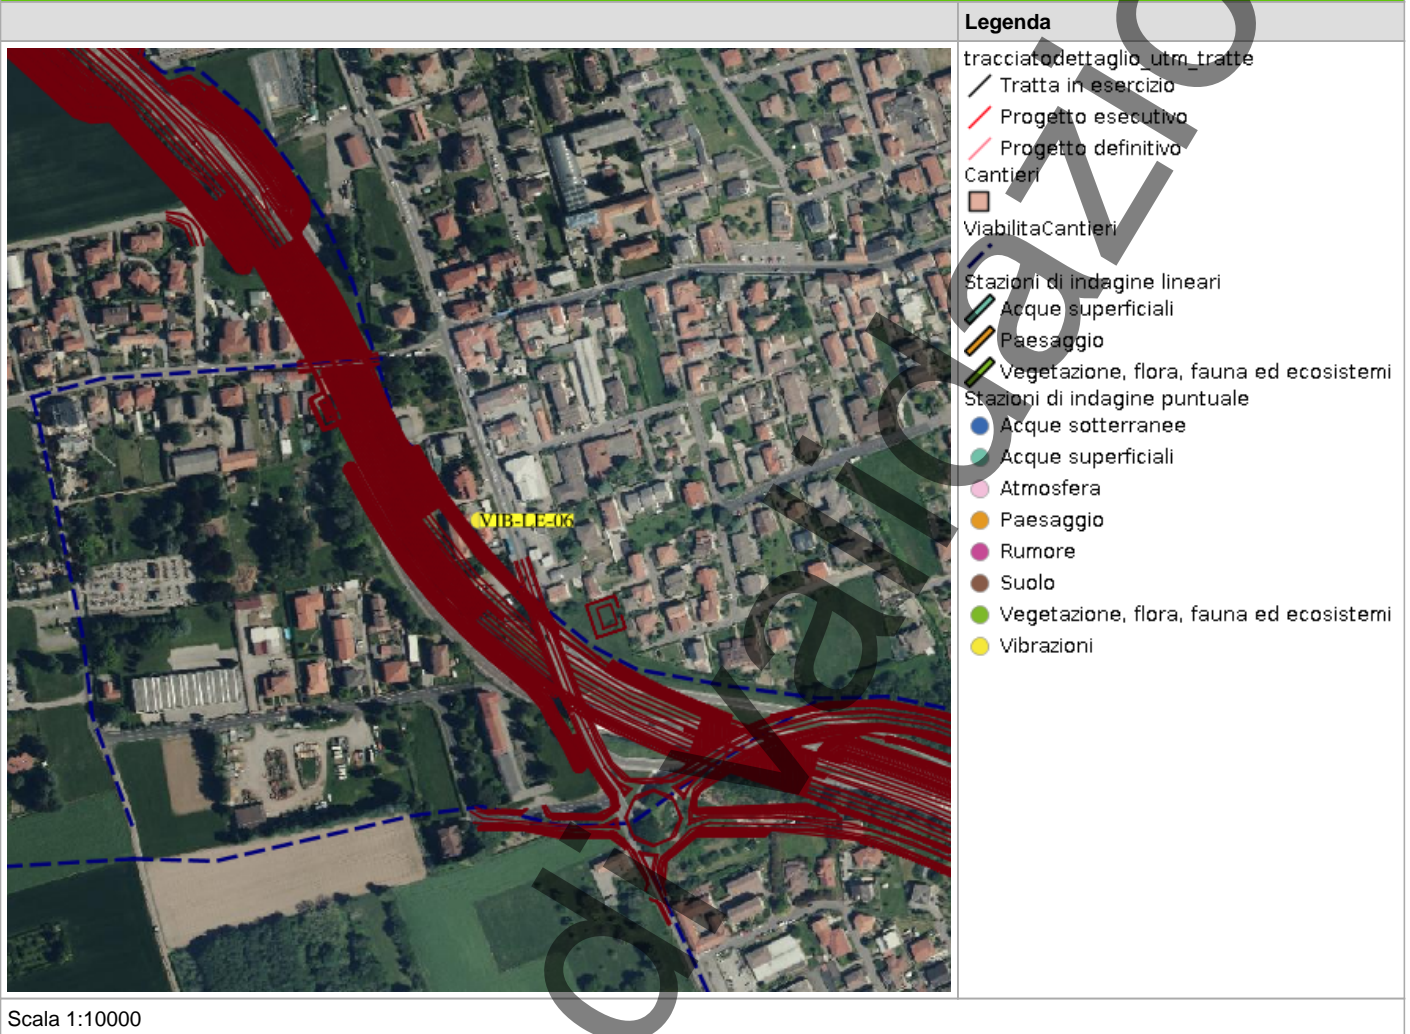 Legenda
tracciatodettaglio_utm_tratte
Tratta in esercizio
Progetto esecutivo
Progetto definitivo
Cantieri
ViabilitaCantieri
Stazioni di indagine lineari
Acque superficiali
Paesaggio
Vegetazione, flora, fauna ed ecosistemi
Stazioni di indagine puntuale
Acque sotterranee
Acque superficiali
Atmosfera
Paesaggio
Rumore
Suolo
Vegetazione, flora, fauna ed ecosistemi
Vibrazioni
VIB-LE-06
di validazio
Scala 1:10000